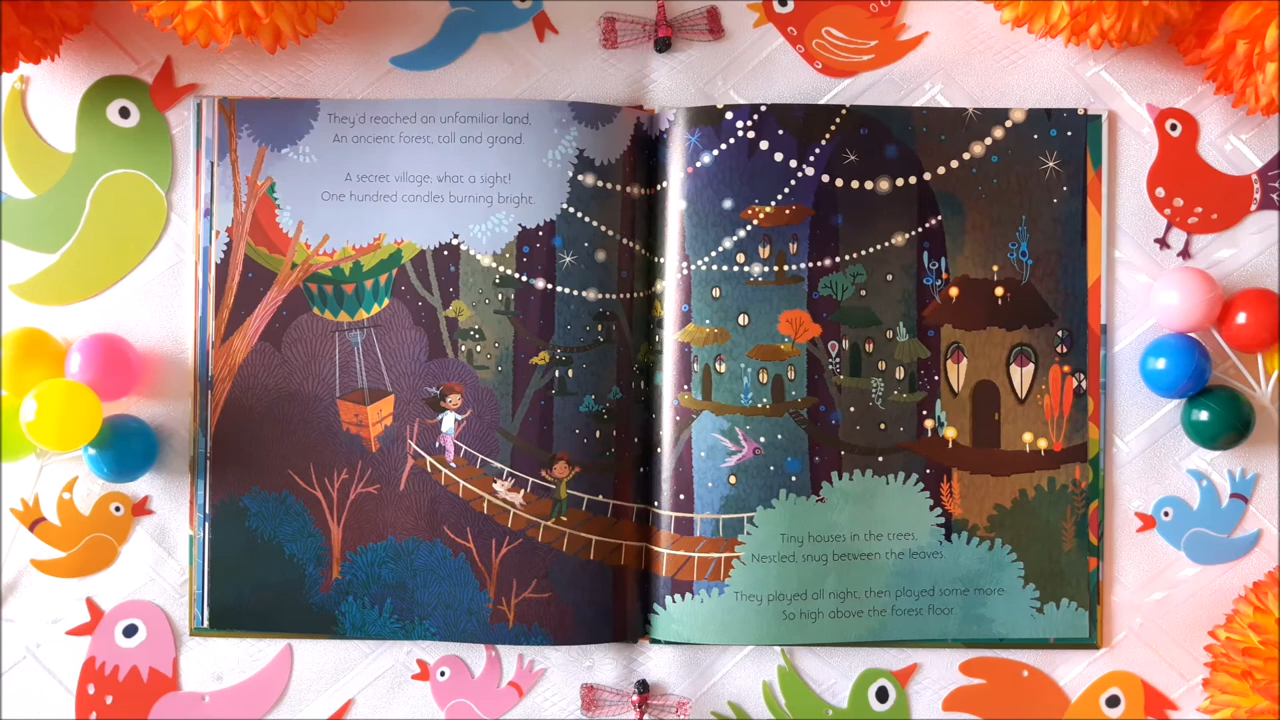 They'd reached an unfamiliar land,
An ancient forest, tall and grand.
A secret village; what a sight!
One hundred candles burning bright.
Tiny houses in the trees,
Nestled, snug between the leaves.
They played all night, then played some more
So high above the forest floor.